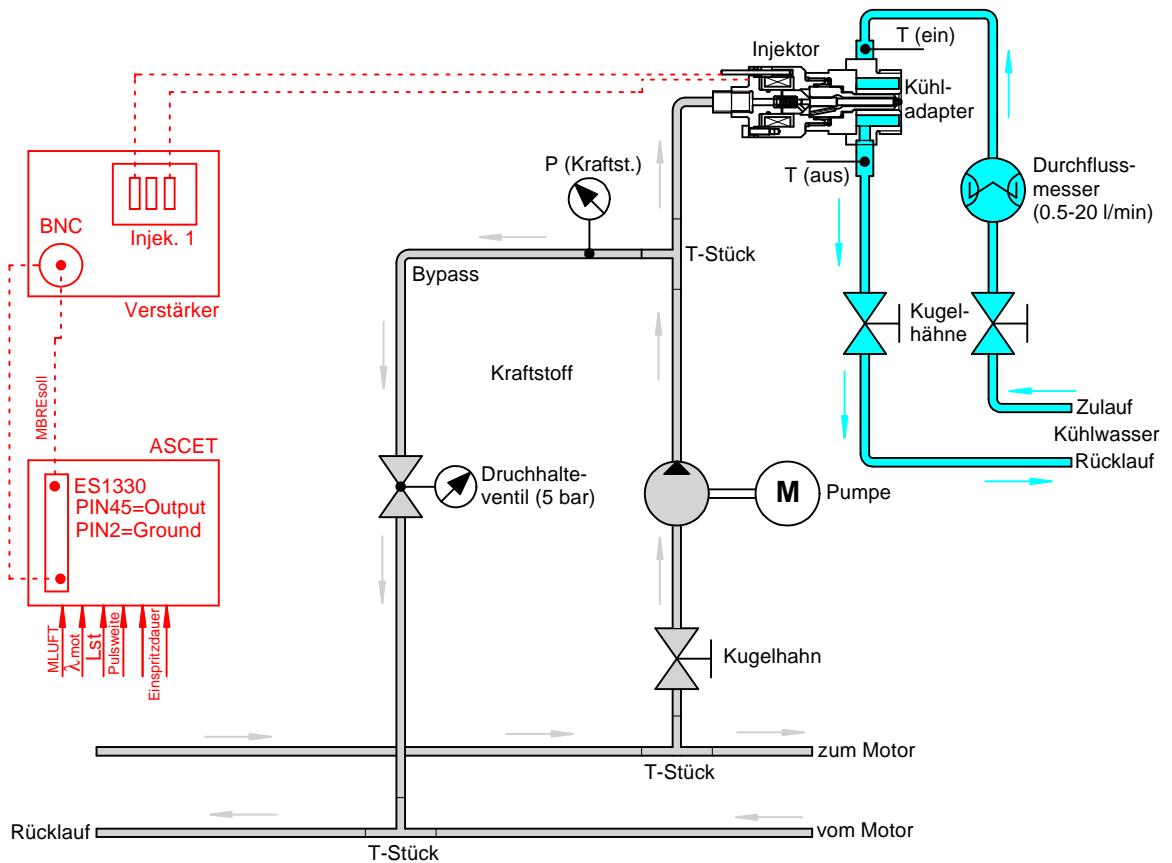 T (ein)
Injektor
Kühl-
adapter
T (aus)
Durchfluss-
messer
(0.5-20 l/min)
P (Kraftst.)
BNC
Injek. 1
Verstärker
T-Stück
Bypass
Kugel-
hähne
Kraftstoff
MBREsoll
Zulauf
Kühlwasser
Rücklauf
ASCET
ES1330
PIN45=Output
PIN2=Ground
Druchhalte-
ventil (5 bar)
M
Pumpe
MLUFT
λmot
Lst
Pulsweite
Einspritzdauer
Kugelhahn
zum Motor
T-Stück
Rücklauf
vom Motor
T-Stück